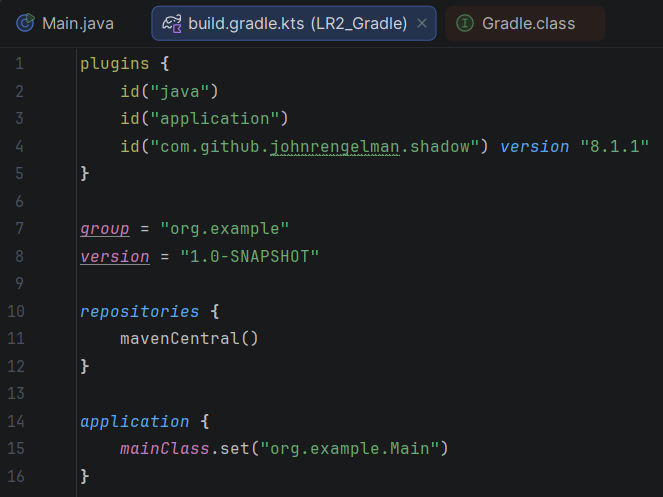 Main.java build.gradle.kts (LR2_Gradle) Gradle.class
1 plugins {
2 id("java")
3 id("application")
4 id("com.github.johnrengelman.shadow") version "8.1.1"
5 }
6
7 group = "org.example"
8 version = "1.0-SNAPSHOT"
9
10 repositories {
11 mavenCentral()
12 }
13
14 application {
15 mainClass.set("org.example.Main")
16 }